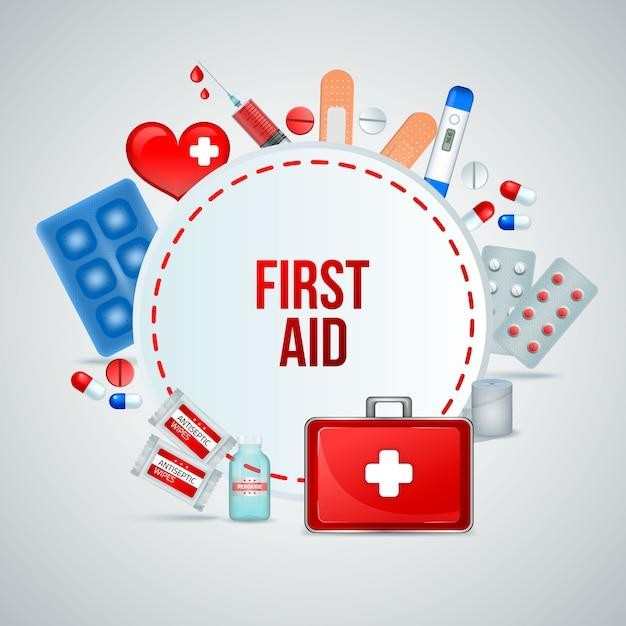 FIRST
AID
ANTISEPTIC
WIPES
ANTISEPTIC
WIPES
PEROXIDE